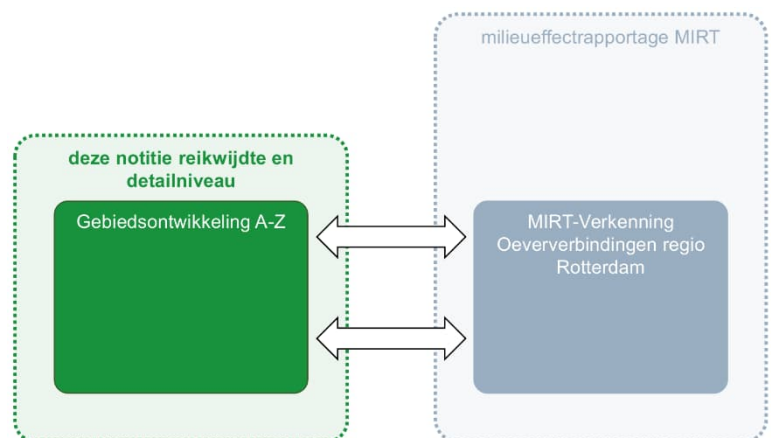 milieueffectrapportage MIRT
deze notitie reikwijdte en
detailniveau
Gebiedsontwikkeling A-Z
MIRT-Verkenning
Oeververbindingen regio
Rotterdam